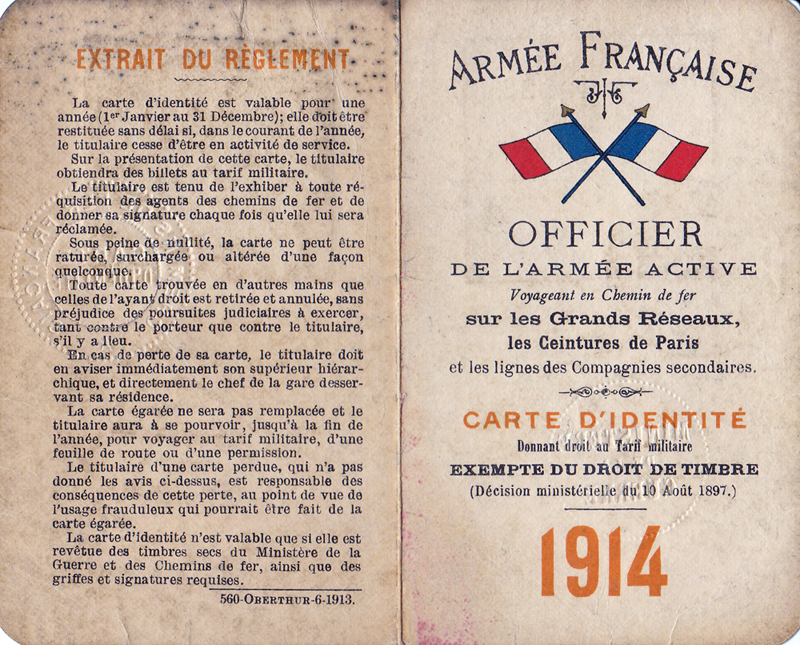 EXTRAIT DU RÈGLEMENT
La carte d'identité est valable pour une
année (1er Janvier au 31 Décembre); elle doit être
restituée sans délai si, dans le courant de l'année,
le titulaire cesse d'être en activité de service.
Sur la présentation de cette carte, le titulaire
obtiendra des billets au tarif militaire.
Le titulaire est tenu de l'exhiber à toute ré-
quisition des agents des chemins de fer et de
donner sa signature chaque fois qu'elle lui sera
réclamée.
Sous peine de nullité, la carte ne peut être
raturée, surchargée ou altérée d'une façon
quelconque.
Toute carte trouvée en d'autres mains que
celles de l'ayant droit est retirée et annulée, sans
préjudice des poursuites judiciaires à exercer,
tant contre le porteur que contre le titulaire,
s'il y a lieu.
En cas de perte de sa carte, le titulaire doit
en aviser immédiatement son supérieur hiérar-
chique, et directement le chef de la gare desser-
vant sa résidence.
La carte égarée ne sera pas remplacée et le
titulaire aura à se pourvoir, jusqu'à la fin de
l'année, pour voyager au tarif militaire, d'une
feuille de route ou d'une permission.
Le titulaire d'une carte perdue, qui n'a pas
donné les avis ci-dessus, est responsable des
conséquences de cette perte, au point de vue de
l'usage frauduleux qui pourrait être fait de la
carte égarée.
La carte d'identité n'est valable que si elle est
revêtue des timbres secs du Ministère de la
Guerre et des Chemins de fer, ainsi que des
griffes et signatures requises.
560-OBERTHUR-6-1913.
ARMÉE FRANÇAISE
OFFICIER
DE L'ARMÉE ACTIVE
Voyageant en Chemin de fer
sur les Grands Réseaux,
les Ceintures de Paris
et les lignes des Compagnies secondaires.
CARTE D'IDENTITÉ
Donnant droit au Tarif militaire
EXEMPTE DU DROIT DE TIMBRE
(Décision ministérielle du 10 Août 1897.)
1914